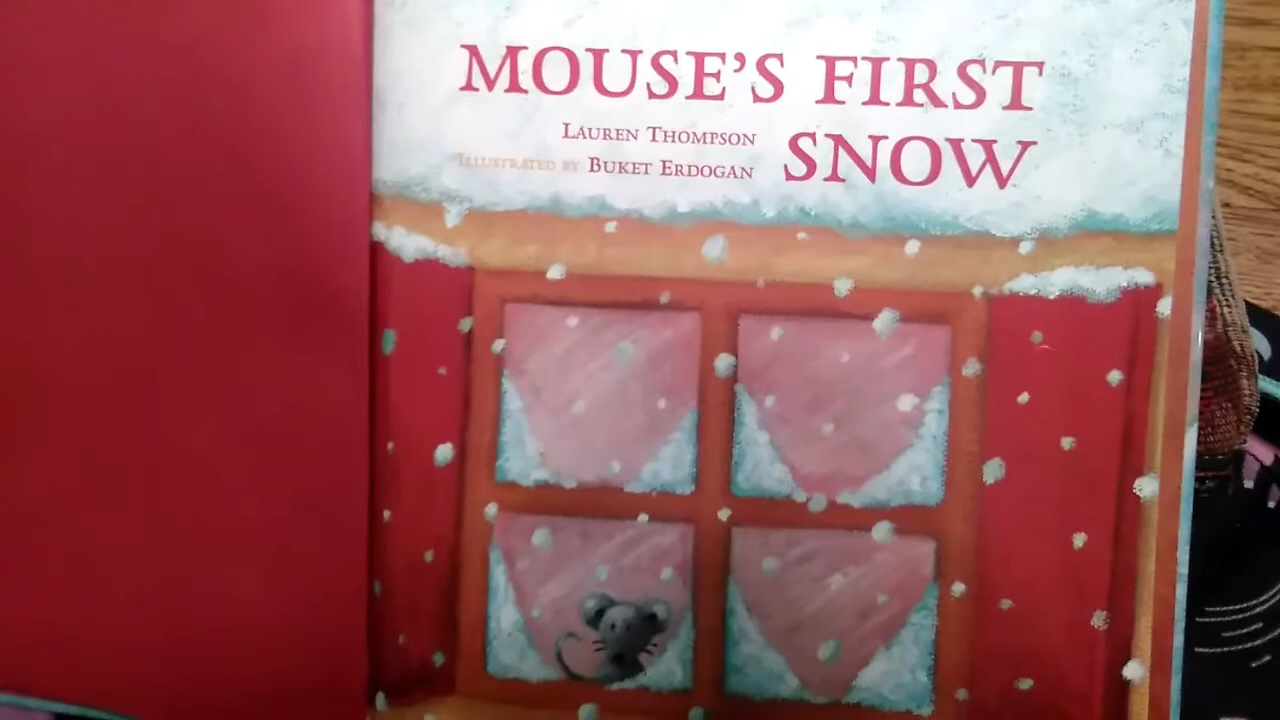 MOUSE'S FIRST
SNOW
LAUREN THOMPSON
ILLUSTRATED BY BUKET ERDOGAN